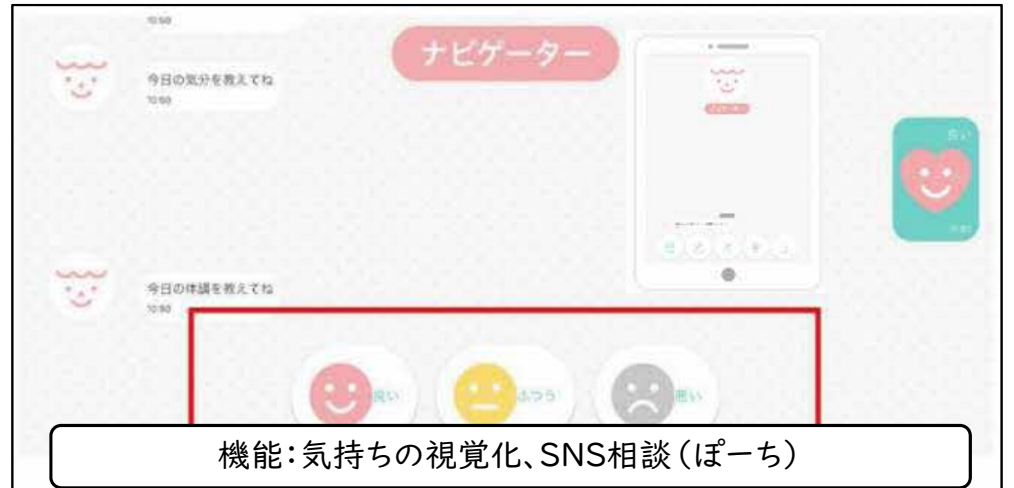 10:50
ナビゲーター
今日の気分を教えてね
10:50
良い
今日の体調を教えてね
10:50
良い
ふつう
悪い
機能：気持ちの視覚化、SNS相談（ぽーち）